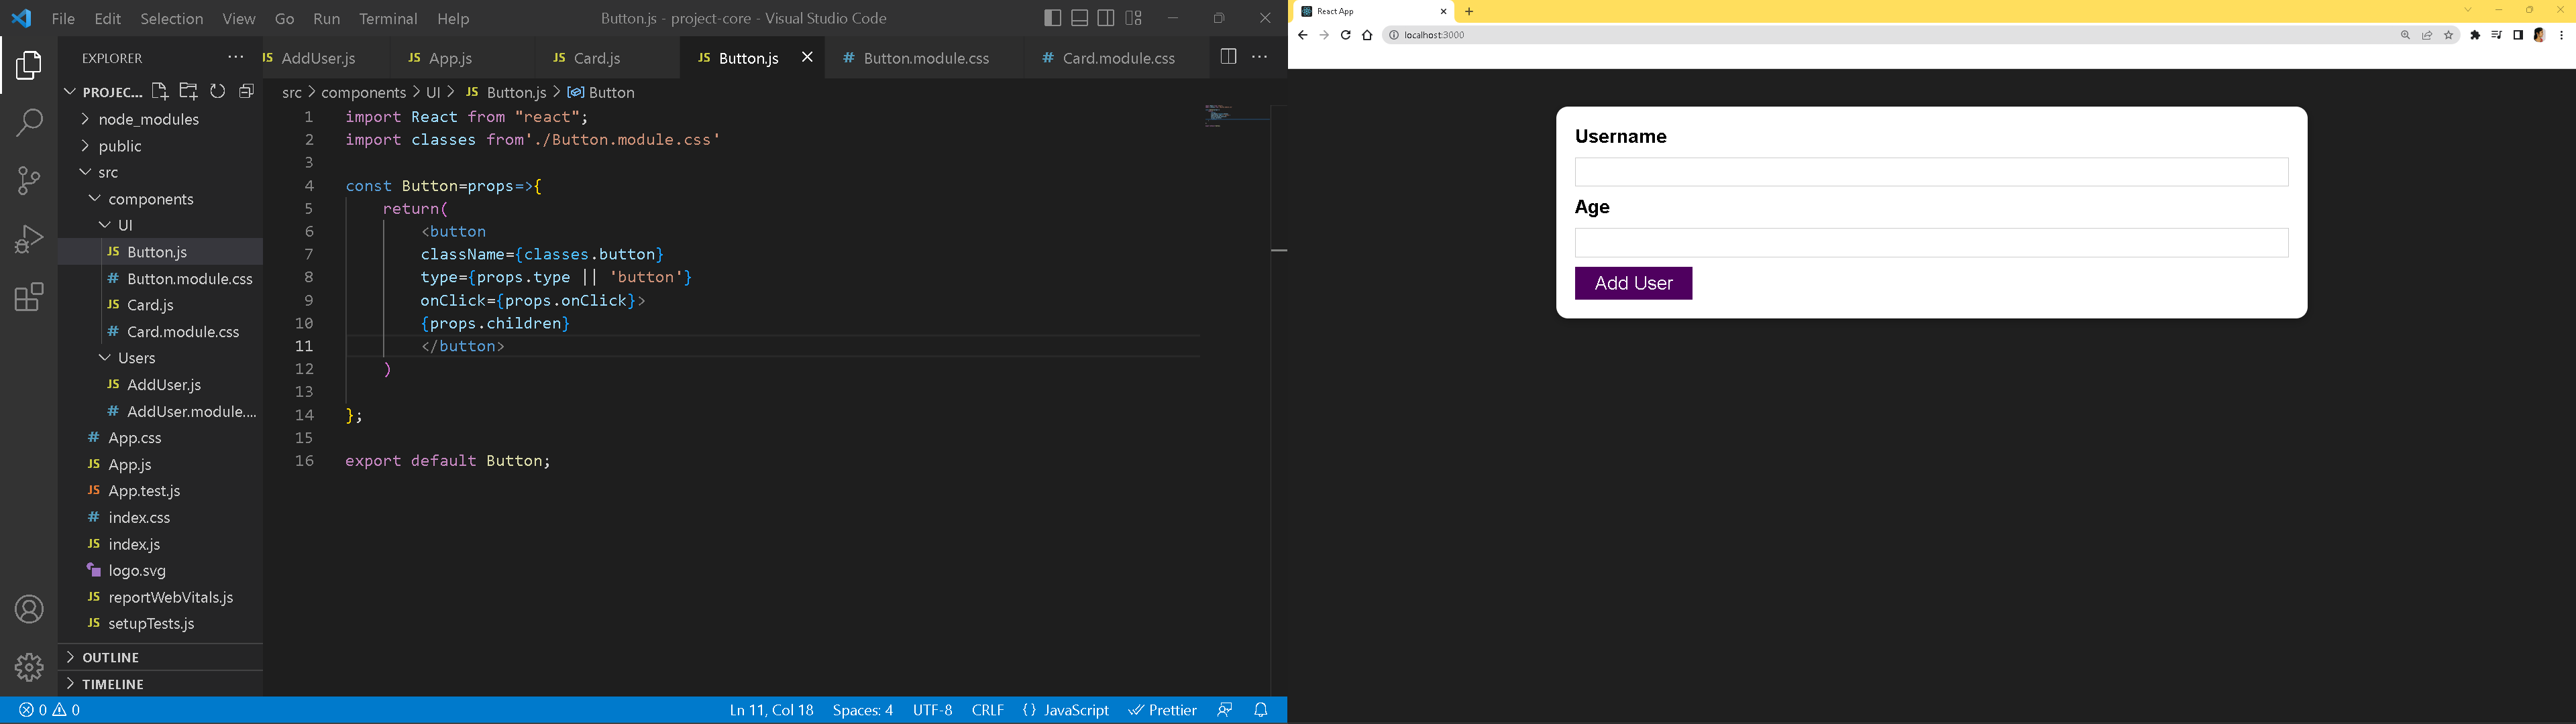 File Edit Selection View Go Run Terminal Help
Button.js - project-core - Visual Studio Code
EXPLORER
PROJEC...
node_modules
public
src
components
UI
JS Button.js
# Button.module.css
JS Card.js
# Card.module.css
Users
JS AddUser.js
# AddUser.module....
# App.css
JS App.js
JS App.test.js
# index.css
JS index.js
logo.svg
JS reportWebVitals.js
JS setupTests.js
OUTLINE
TIMELINE
JS AddUser.js JS App.js JS Card.js JS Button.js # Button.module.css # Card.module.css
src > components > UI > JS Button.js > Button
1 import React from "react";
2 import classes from'./Button.module.css'
3
4 const Button=props=>{
5 return(
6 <button
7 className={classes.button}
8 type={props.type || 'button'}
9 onClick={props.onClick}>
10 {props.children}
11 </button>
12 )
13
14 };
15
16 export default Button;
0 0 Ln 11, Col 18 Spaces: 4 UTF-8 CRLF {} JavaScript Prettier
React App
localhost:3000
Username
Age
Add User